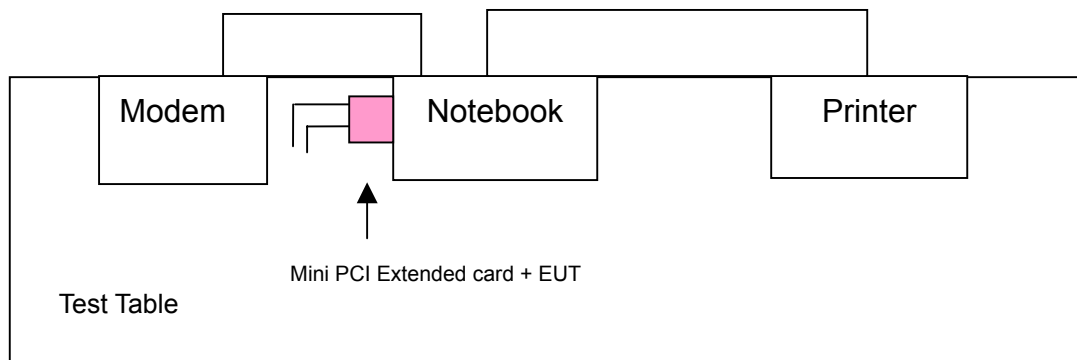 Modem
Notebook
Printer
Mini PCI Extended card + EUT
Test Table